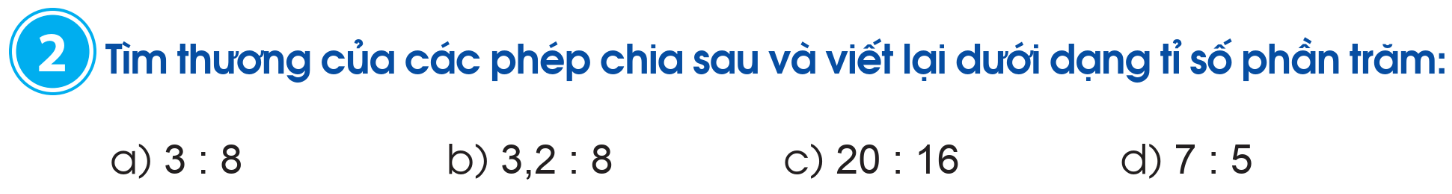 2 Tìm thương của các phép chia sau và viết lại dưới dạng tỉ số phần trăm:
a) 3 : 8 b) 3,2 : 8 c) 20 : 16 d) 7 : 5